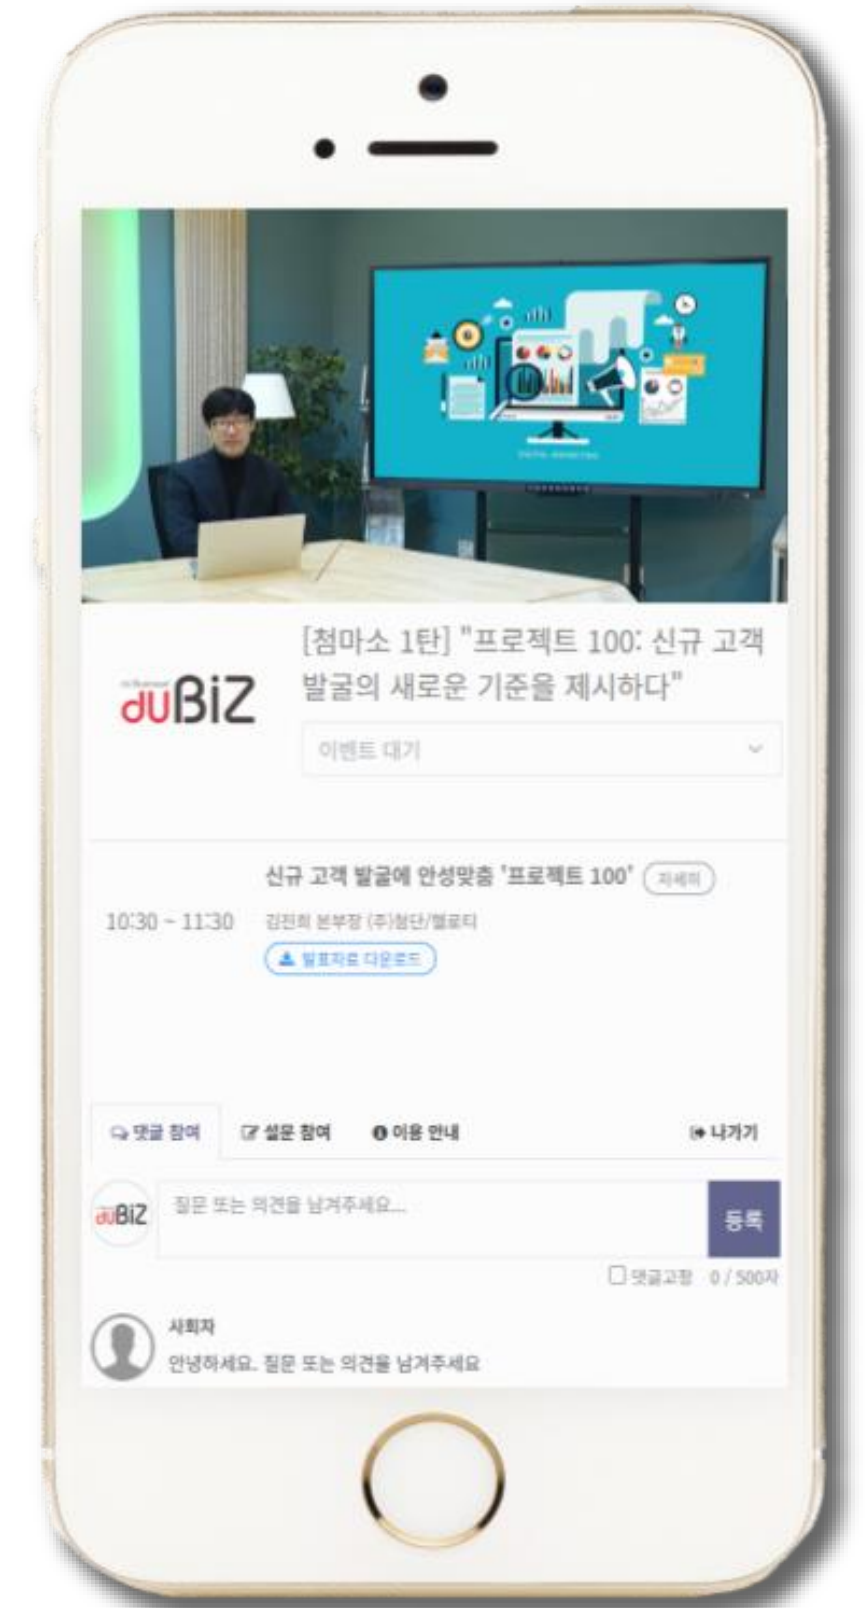 [첨마소 1탄] "프로젝트 100: 신규 고객
발굴의 새로운 기준을 제시하다"
duBiZ
이벤트 대기
신규 고객 발굴에 안성맞춤 '프로젝트 100' 자세히
10:30 ~ 11:30
김진희 본부장 (주)첨단/헬로티
발표자료 다운로드
댓글 참여 설문 참여 이용 안내 나가기
duBiZ
질문 또는 의견을 남겨주세요...
등록
댓글고정 0 / 500자
사회자
안녕하세요. 질문 또는 의견을 남겨주세요